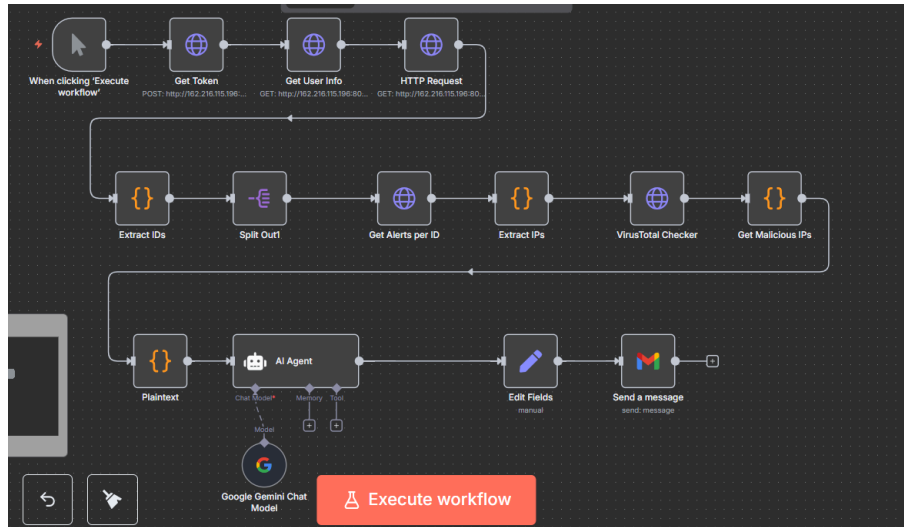 When clicking ‘Execute
workflow’
Get Token
POST: http://162.216.115.196:...
Get User Info
GET: http://162.216.115.196:80...
HTTP Request
GET: http://162.216.115.196:80...
Extract IDs
Split Out1
Get Alerts per ID
Extract IPs
VirusTotal Checker
Get Malicious IPs
Plaintext
AI Agent
Chat Model*
Memory
Tool
Model
Google Gemini Chat
Model
Edit Fields
manual
Send a message
send: message
Execute workflow